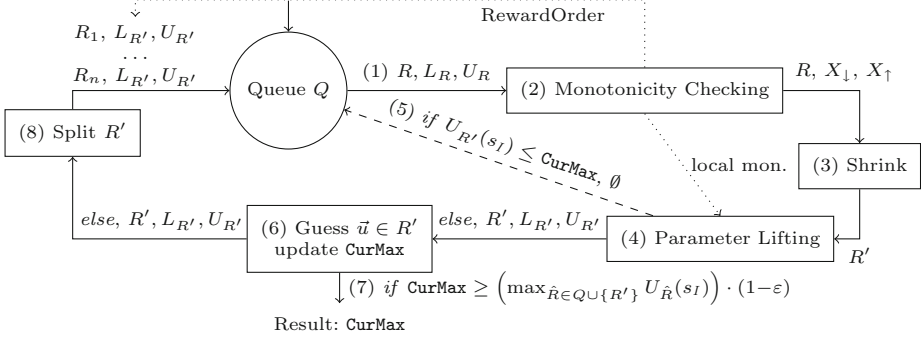 RewardOrder
R_1, L_{R'}, U_{R'}
...
R_n, L_{R'}, U_{R'}
Queue Q
(1) R, L_R, U_R
(2) Monotonicity Checking
R, X_↓, X_↑
(8) Split R'
(5) if U_{R'}(s_I) ≤ CurMax, ∅
local mon.
(3) Shrink
else, R', L_{R'}, U_{R'}
(6) Guess \vec{u} ∈ R'
update CurMax
else, R', L_{R'}, U_{R'}
(4) Parameter Lifting
R'
(7) if CurMax ≥ (max_{\hat{R}∈Q∪{R'}} U_{\hat{R}}(s_I)) · (1−ε)
Result: CurMax